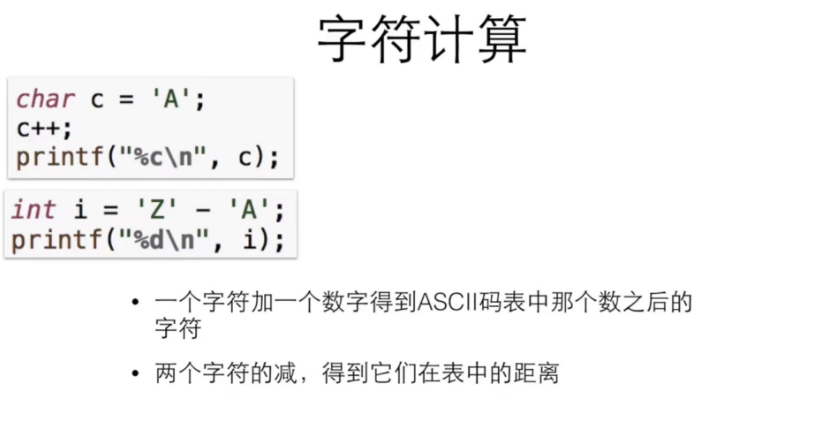 字符计算
char c = 'A';
c++;
printf("%c\n", c);
int i = 'Z' - 'A';
printf("%d\n", i);
• 一个字符加一个数字得到ASCII码表中那个数之后的
字符
• 两个字符的减，得到它们在表中的距离